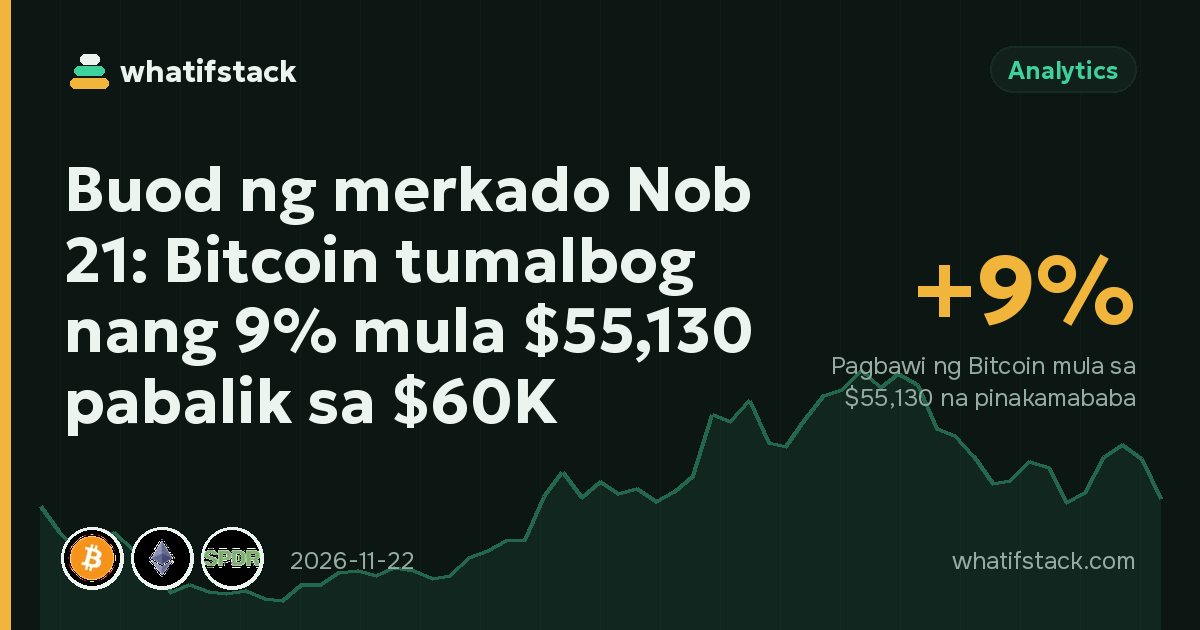 whatifstack
Analytics
Buod ng merkado Nob
21: Bitcoin tumalbog
nang 9% mula $55,130
pabalik sa $60K
+9%
Pagbawi ng Bitcoin mula sa
$55,130 na pinakamababa
SPDR
2026-11-22
whatifstack.com